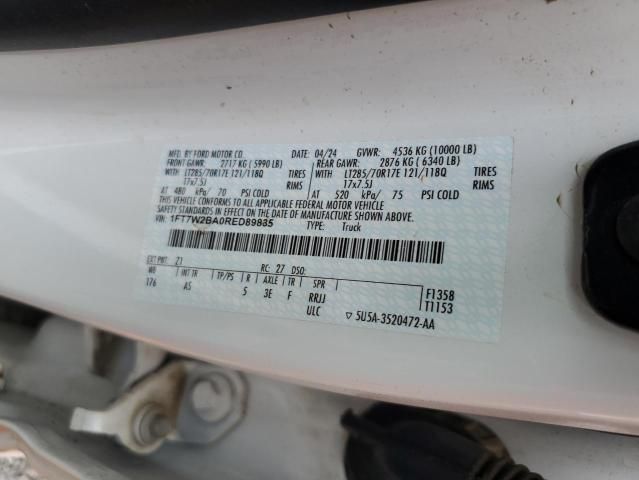 MFD. BY FORD MOTOR CO. DATE: 04/24 GVWR: 4536 KG (10000 LB)
FRONT GAWR: 2717 KG (5990 LB) REAR GAWR: 2876 KG (6340 LB)
WITH LT285/70R17E 121/118Q TIRES WITH LT285/70R17E 121/118Q TIRES
17x7.5J RIMS 17x7.5J RIMS
AT 480 kPa/ 70 PSI COLD AT 520 kPa/ 75 PSI COLD
THIS VEHICLE CONFORMS TO ALL APPLICABLE FEDERAL MOTOR VEHICLE
SAFETY STANDARDS IN EFFECT ON THE DATE OF MANUFACTURE SHOWN ABOVE.
VIN: 1FT7W2BA0RED89835 TYPE: Truck
EXT PNT: Z1 RC: 27 DSO:
WB INT TR TP/PS R AXLE TR SPR
176 AS 5 3E F RRJJ F1358
ULC T1153
▽ 5U5A-3520472-AA